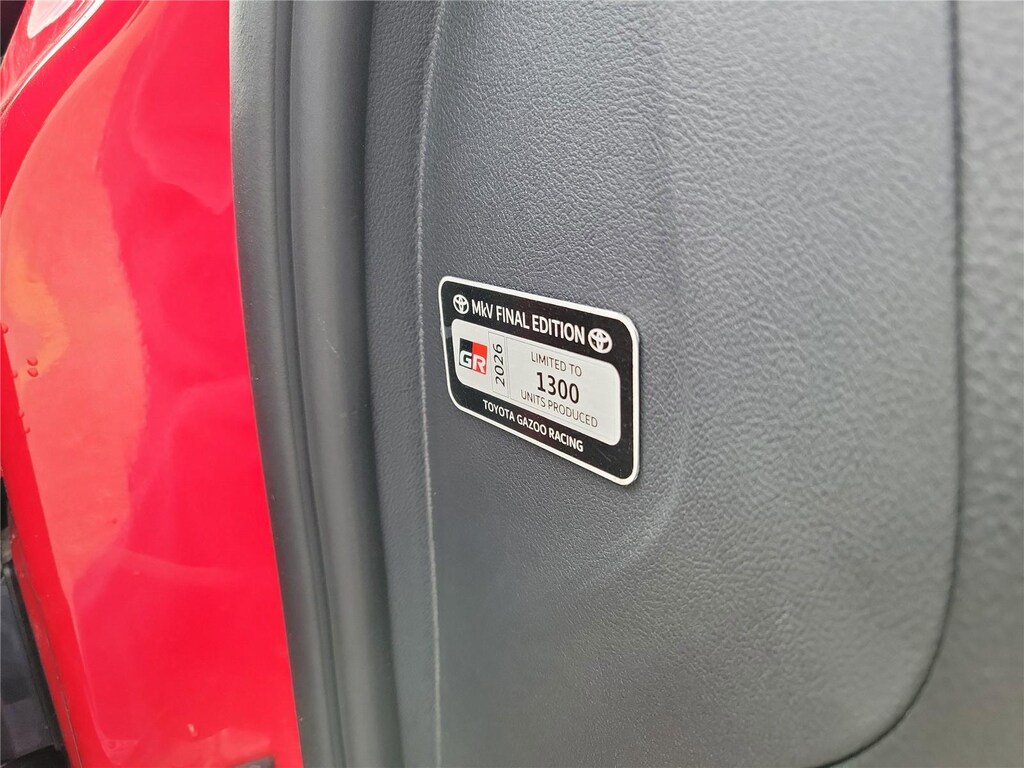 MkV FINAL EDITION
GR
2026
LIMITED TO
1300
UNITS PRODUCED
TOYOTA GAZOO RACING